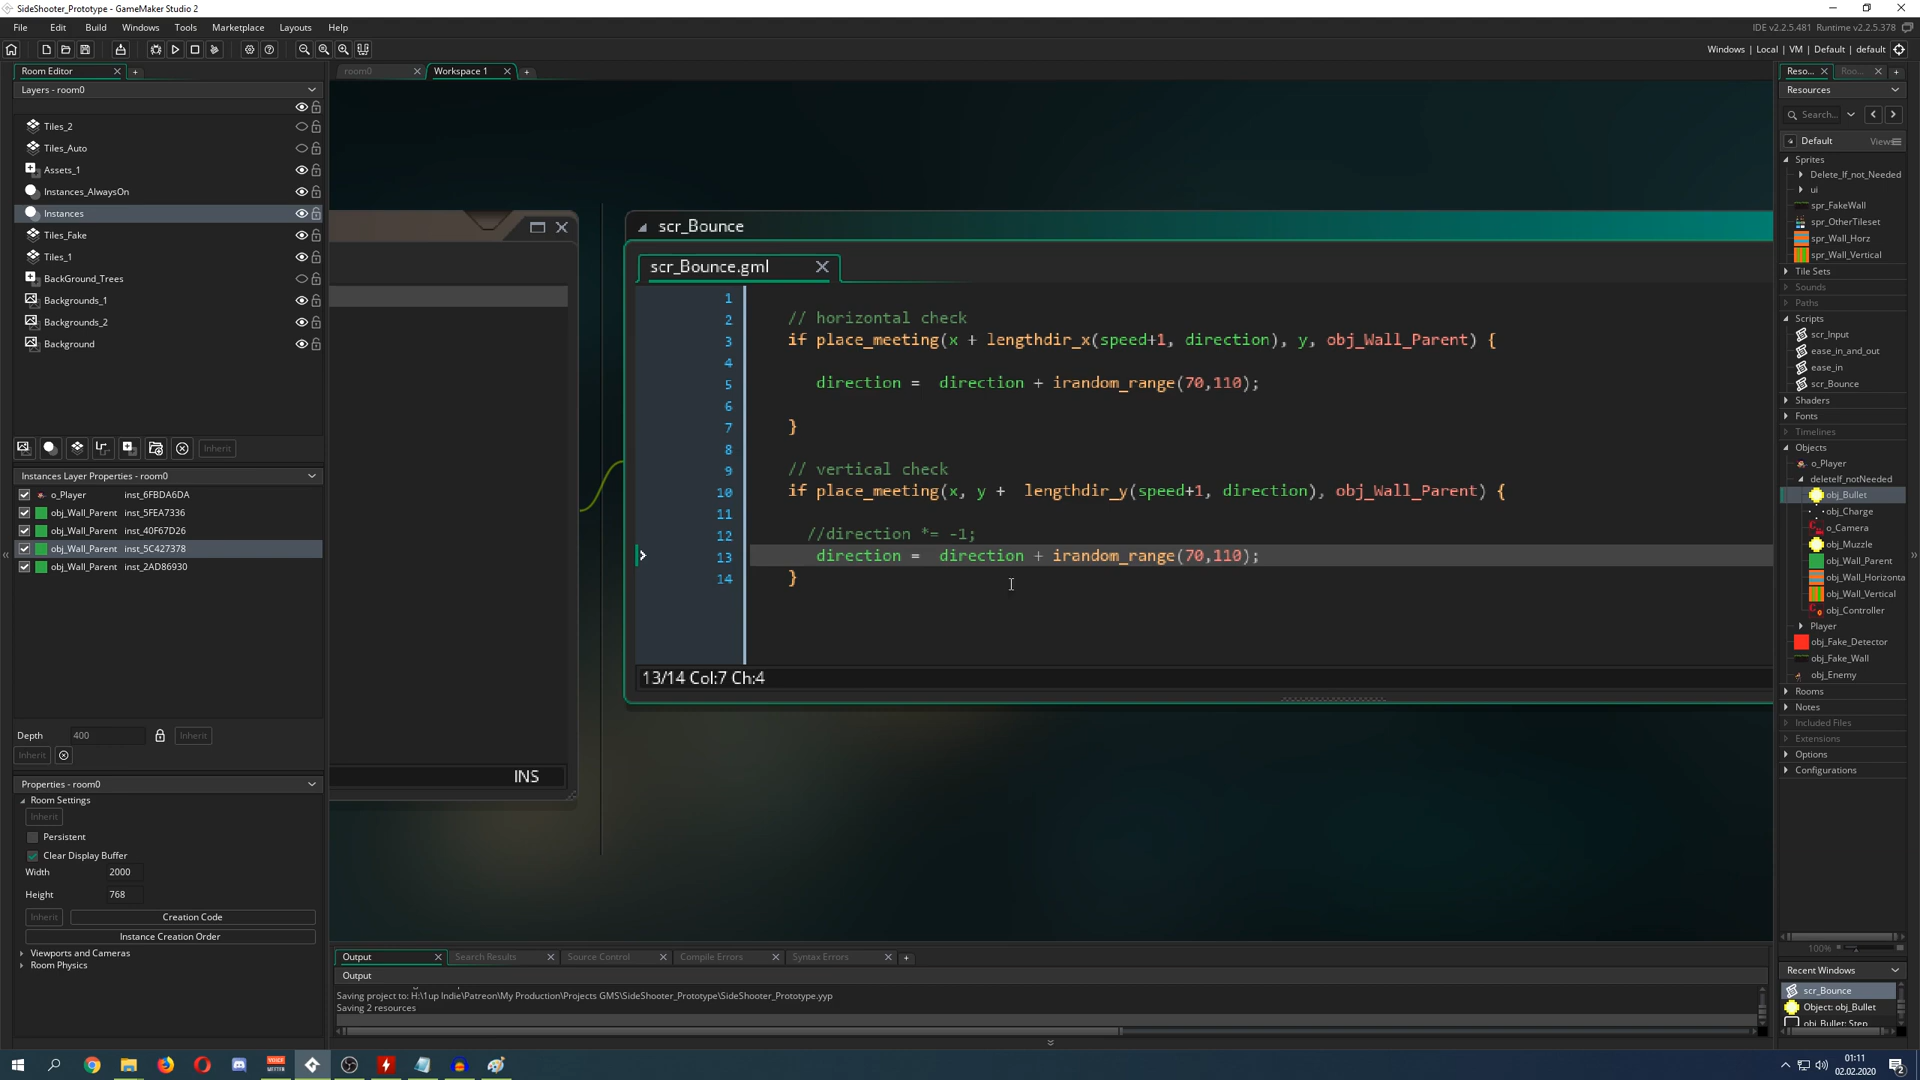 SideShooter_Prototype - GameMaker Studio 2
File Edit Build Windows Tools Marketplace Layouts Help
IDE v2.2.5.481 Runtime v2.2.5.378
Windows | Local | VM | Default | default
Room Editor
Layers - room0
Tiles_2
Tiles_Auto
Assets_1
Instances_AlwaysOn
Instances
Tiles_Fake
Tiles_1
BackGround_Trees
Backgrounds_1
Backgrounds_2
Background
Inherit
Instances Layer Properties - room0
o_Player inst_6FBDA6DA
obj_Wall_Parent inst_5FEA7336
obj_Wall_Parent inst_40F67D26
obj_Wall_Parent inst_5C427378
obj_Wall_Parent inst_2AD86930
Depth 400 Inherit
Inherit
Properties - room0
Room Settings
Inherit
Persistent
Clear Display Buffer
Width 2000
Height 768
Inherit Creation Code
Instance Creation Order
Viewports and Cameras
Room Physics
room0 Workspace 1
INS
scr_Bounce
scr_Bounce.gml
1
2 // horizontal check
3 if place_meeting(x + lengthdir_x(speed+1, direction), y, obj_Wall_Parent) {
4
5 direction = direction + irandom_range(70,110);
6
7 }
8
9 // vertical check
10 if place_meeting(x, y + lengthdir_y(speed+1, direction), obj_Wall_Parent) {
11
12 //direction *= -1;
13 direction = direction + irandom_range(70,110);
14 }
13/14 Col:7 Ch:4
Output Search Results Source Control Compile Errors Syntax Errors
Output
Saving project to: H:\1up Indie\Patreon\My Production\Projects GMS\SideShooter_Prototype\SideShooter_Prototype.yyp
Saving 2 resources
Reso... Roo...
Resources
Search...
Default Views
Sprites
Delete_If_not_Needed
ui
spr_FakeWall
spr_OtherTileset
spr_Wall_Horz
spr_Wall_Vertical
Tile Sets
Sounds
Paths
Scripts
scr_Input
ease_in_and_out
ease_in
scr_Bounce
Shaders
Fonts
Timelines
Objects
o_Player
deleteIf_notNeeded
obj_Bullet
obj_Charge
o_Camera
obj_Muzzle
obj_Wall_Parent
obj_Wall_Horizonta
obj_Wall_Vertical
obj_Controller
Player
obj_Fake_Detector
obj_Fake_Wall
obj_Enemy
Rooms
Notes
Included Files
Extensions
Options
Configurations
100%
Recent Windows
scr_Bounce
Object: obj_Bullet
obj_Bullet: Step
01:11
02.02.2020